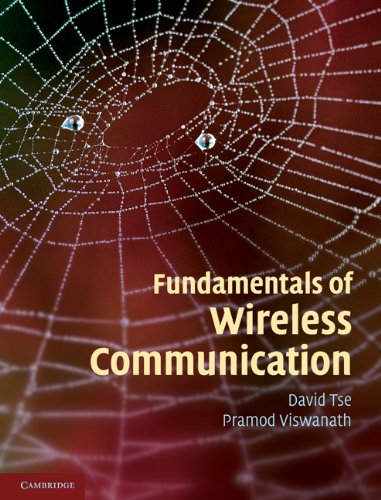 Fundamentals of
Wireless
Communication
David Tse
Pramod Viswanath
CAMBRIDGE